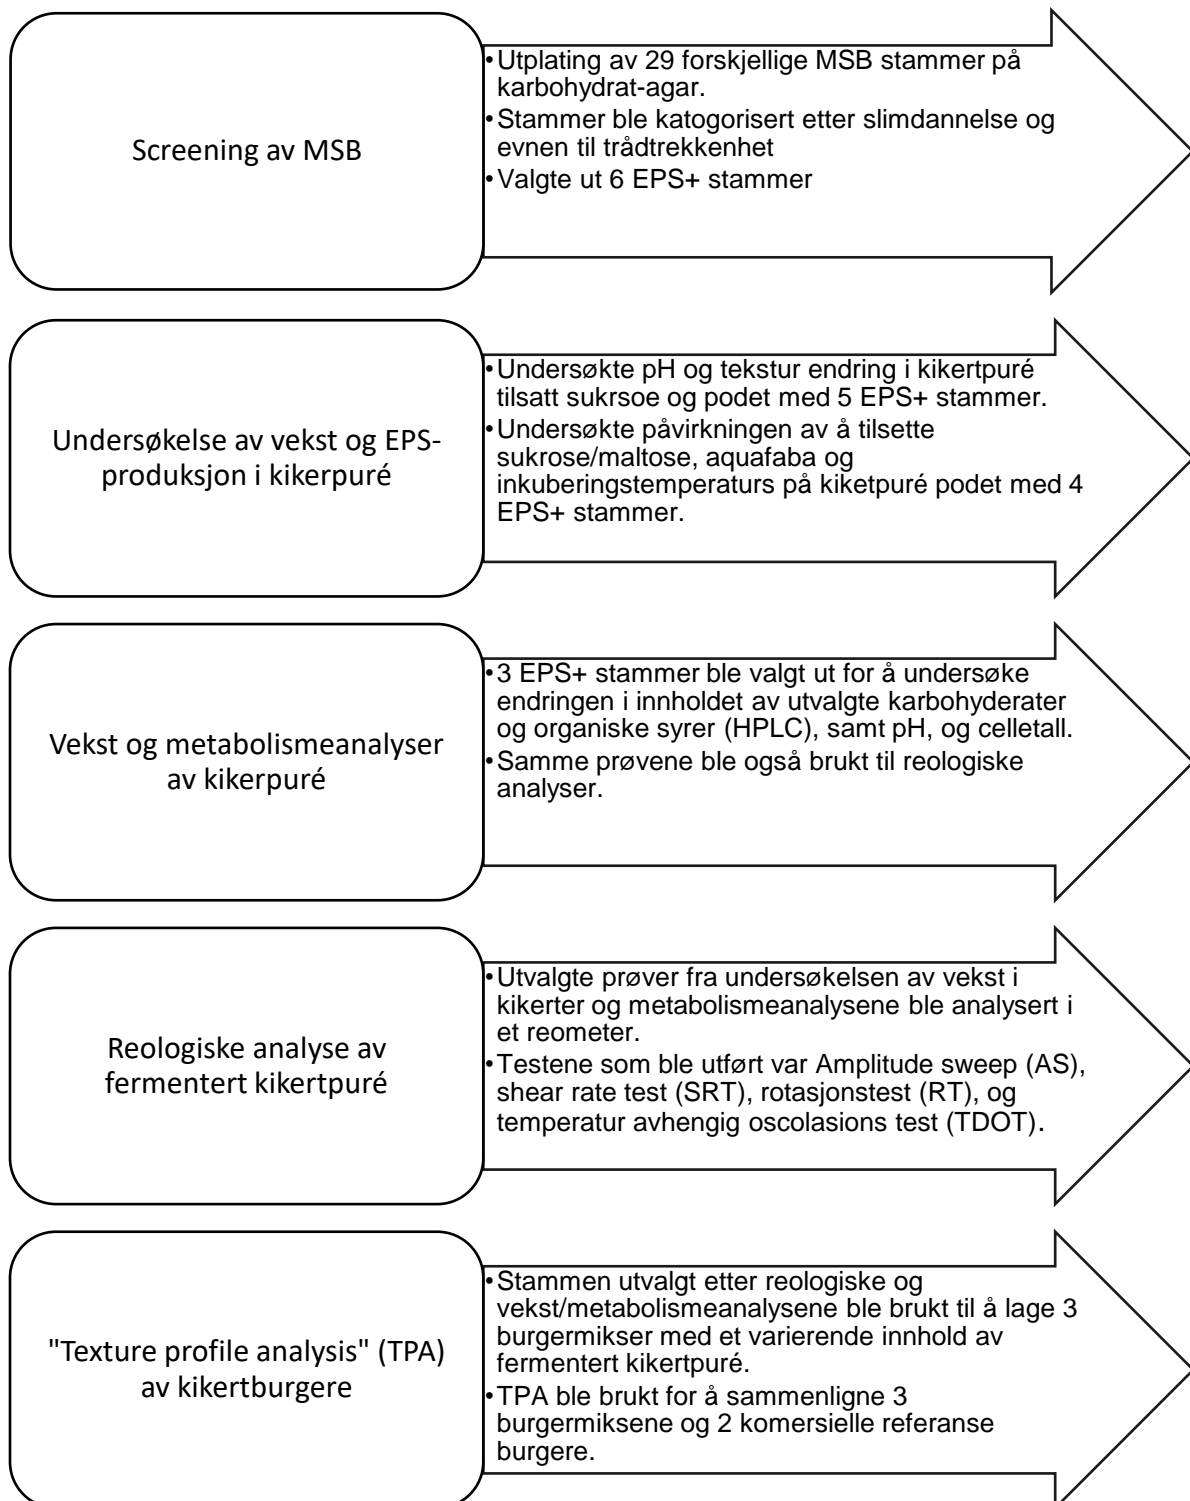 Screening av MSB
•Utplating av 29 forskjellige MSB stammer på
karbohydrat-agar.
•Stammer ble katogorisert etter slimdannelse og
evnen til trådtrekkenhet
•Valgte ut 6 EPS+ stammer
Undersøkelse av vekst og EPS-
produksjon i kikerpuré
•Undersøkte pH og tekstur endring i kikertpuré
tilsatt sukrsoe og podet med 5 EPS+ stammer.
•Undersøkte påvirkningen av å tilsette
sukrose/maltose, aquafaba og
inkuberingstemperaturs på kiketpuré podet med 4
EPS+ stammer.
Vekst og metabolismeanalyser
av kikerpuré
•3 EPS+ stammer ble valgt ut for å undersøke
endringen i innholdet av utvalgte karbohyderater
og organiske syrer (HPLC), samt pH, og celletall.
•Samme prøvene ble også brukt til reologiske
analyser.
Reologiske analyse av
fermentert kikertpuré
•Utvalgte prøver fra undersøkelsen av vekst i
kikerter og metabolismeanalysene ble analysert i
et reometer.
•Testene som ble utført var Amplitude sweep (AS),
shear rate test (SRT), rotasjonstest (RT), og
temperatur avhengig oscolasions test (TDOT).
"Texture profile analysis" (TPA)
av kikertburgere
•Stammen utvalgt etter reologiske og
vekst/metabolismeanalysene ble brukt til å lage 3
burgermikser med et varierende innhold av
fermentert kikertpuré.
•TPA ble brukt for å sammenligne 3
burgermiksene og 2 komersielle referanse
burgere.